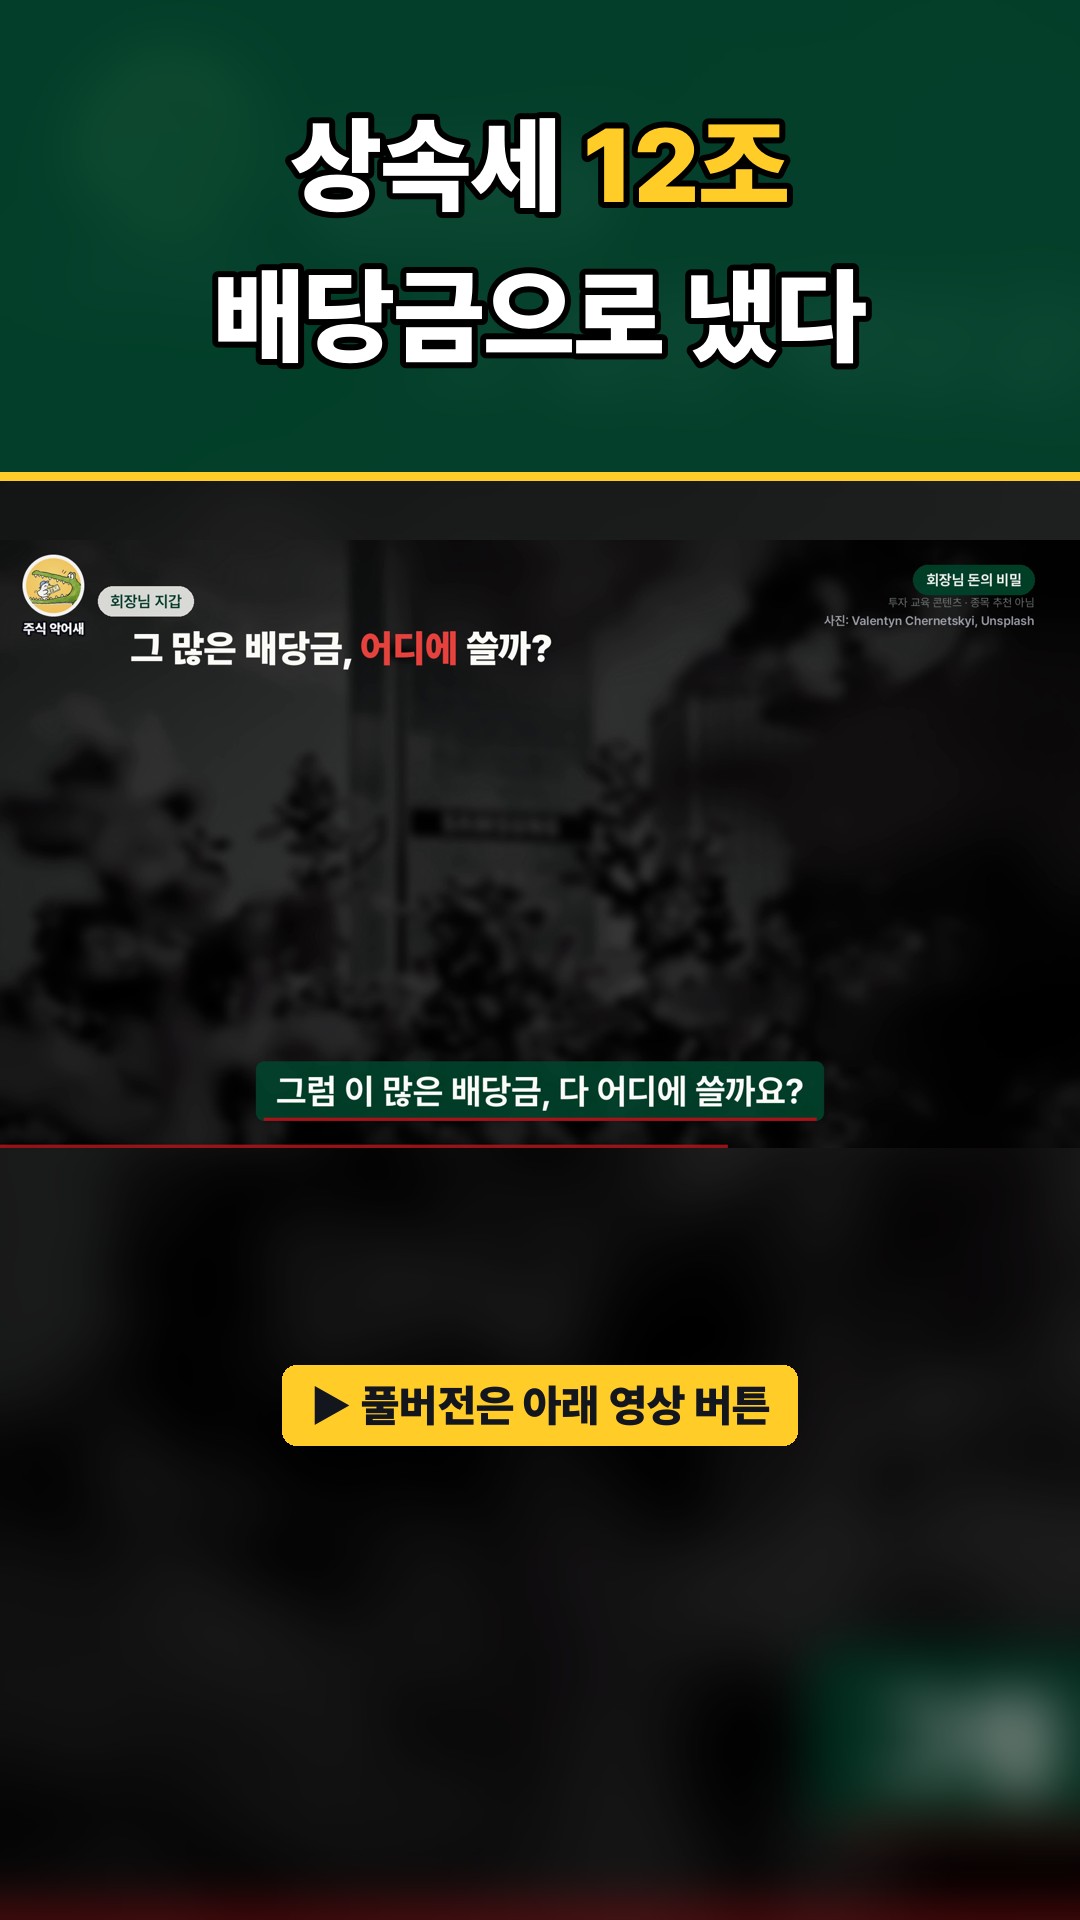 상속세 12조
배당금으로 냈다
주식 악어새
회장님 지갑
그 많은 배당금, 어디에 쓸까?
회장님 돈의 비밀
투자 교육 콘텐츠 · 종목 추천 아님
사진: Valentyn Chernetskyi, Unsplash
그럼 이 많은 배당금, 다 어디에 쓸까요?
▶ 풀버전은 아래 영상 버튼